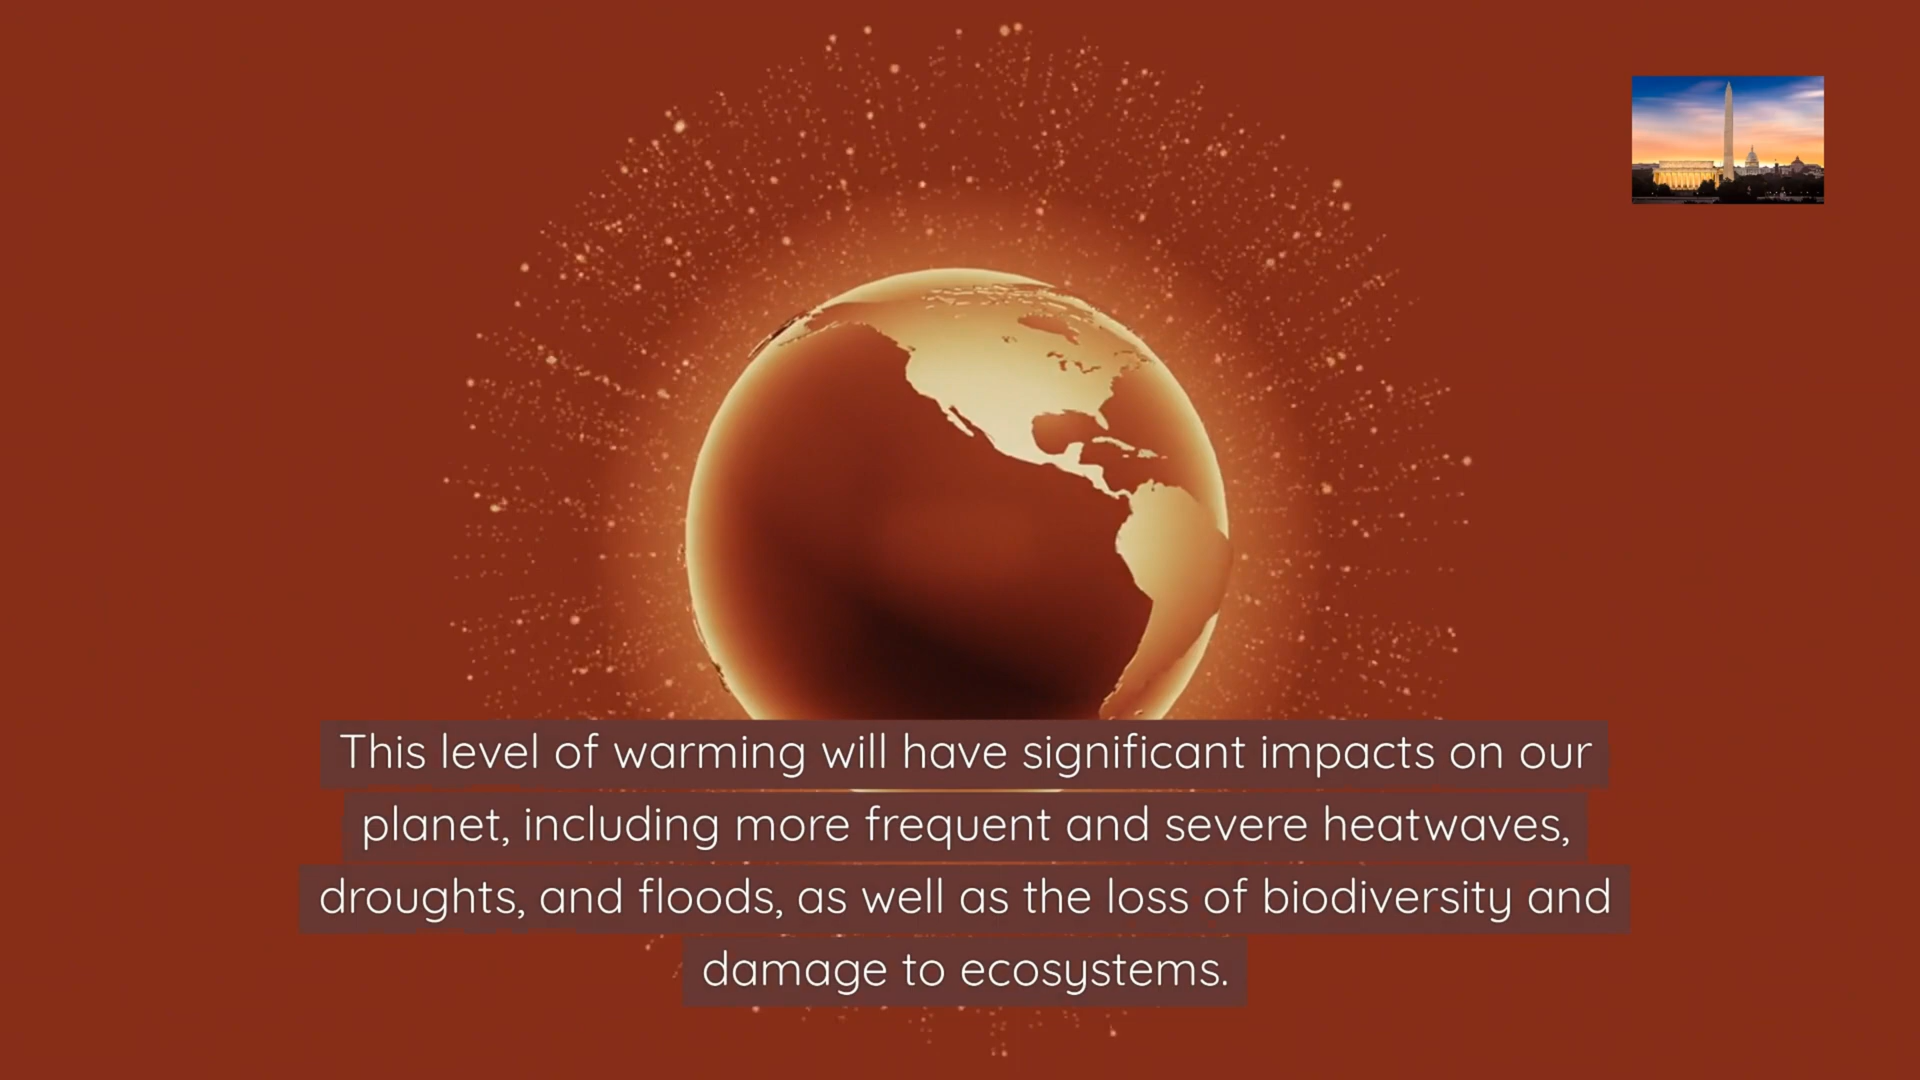 This level of warming will have significant impacts on our
planet, including more frequent and severe heatwaves,
droughts, and floods, as well as the loss of biodiversity and
damage to ecosystems.